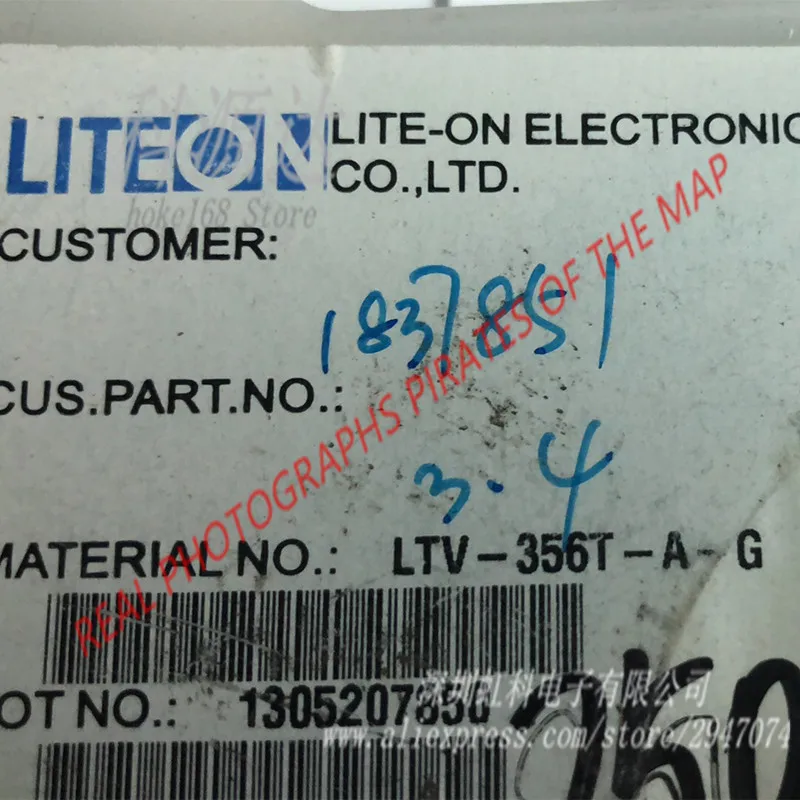 LITEON
LITE-ON ELECTRONIC
CO.,LTD.
hoke168 Store
CUSTOMER:
1837851
CUS.PART.NO.:
3.4
REAL PHOTOGRAPHS PIRATES OF THE MAP
MATERIAL NO.: LTV-356T-A-G
OT NO.: 1305207850
深圳虹科电子有限公司
www.aliexpress.com/store/2947074